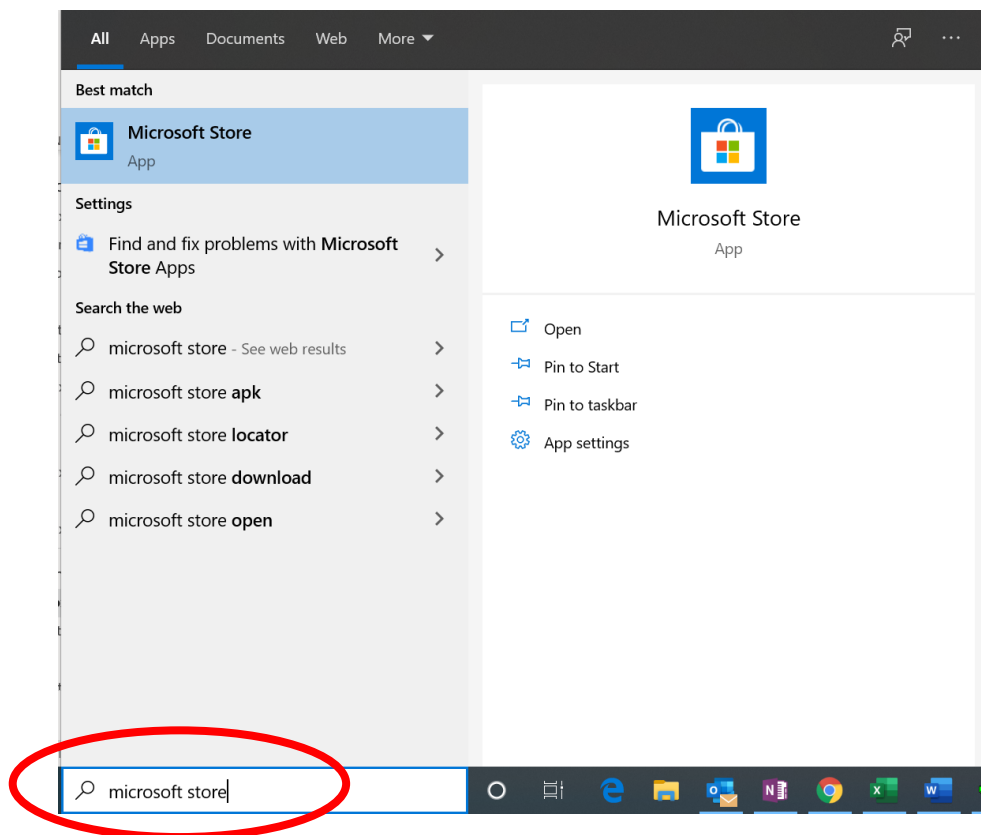 All Apps Documents Web More
Best match
Microsoft Store
App
Settings
Find and fix problems with Microsoft
Store Apps
Search the web
microsoft store - See web results
microsoft store apk
microsoft store locator
microsoft store download
microsoft store open
Microsoft Store
App
Open
Pin to Start
Pin to taskbar
App settings
microsoft store